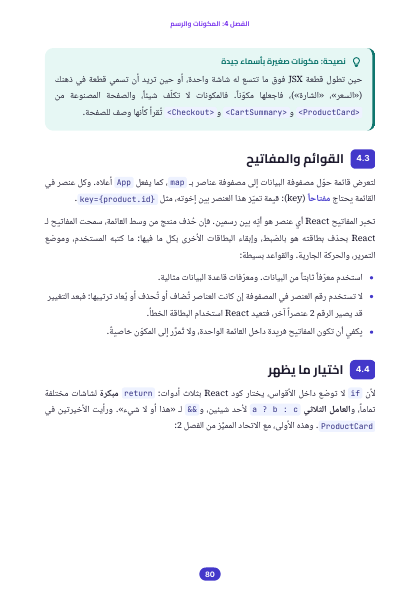 الفصل 4: المكونات والرسم
نصيحة: مكونات صغيرة بأسماء جيدة
حين تطول قطعة JSX فوق ما تتسع له شاشة واحدة، أو حين تريد أن تسمي قطعة في ذهنك
(«السعر»، «الشارة»)، فاجعلها مكوّناً. فالمكونات لا تكلّف شيئاً، والصفحة المصنوعة من
<ProductCard> و <CartSummary> و <Checkout> تُقرأ كأنها وصف للصفحة.
4.3 القوائم والمفاتيح
لتعرض قائمة حوّل مصفوفة البيانات إلى مصفوفة عناصر بـ map ، كما يفعل App أعلاه. وكل عنصر في
القائمة يحتاج مفتاحاً (key): قيمة تميّز هذا العنصر بين إخوته، مثل key={product.id} .
تخبر المفاتيح React أي عنصر هو أيّه بين رسمين. فإن حُذف منتج من وسط القائمة، سمحت المفاتيح لـ
React بحذف بطاقته هو بالضبط، وإبقاء البطاقات الأخرى بكل ما فيها: ما كتبه المستخدم، وموضع
التمرير، والحركة الجارية. والقواعد بسيطة:
• استخدم معرّفاً ثابتاً من البيانات. ومعرّفات قاعدة البيانات مثالية.
• لا تستخدم رقم العنصر في المصفوفة إن كانت العناصر تُضاف أو تُحذف أو يُعاد ترتيبها: فبعد التغيير
قد يصير الرقم 2 عنصراً آخر، فتعيد React استخدام البطاقة الخطأ.
• يكفي أن تكون المفاتيح فريدة داخل القائمة الواحدة، ولا تُمرَّر إلى المكوّن خاصيةً.
4.4 اختيار ما يظهر
لأن if لا توضع داخل الأقواس، يختار كود React بثلاث أدوات: return مبكرة لشاشات مختلفة
تماماً، والعامل الثلاثي a ? b : c لأحد شيئين، و && لـ «هذا أو لا شيء». ورأيت الأخيرتين في
ProductCard . وهذه الأولى، مع الاتحاد المميَّز من الفصل 2:
80